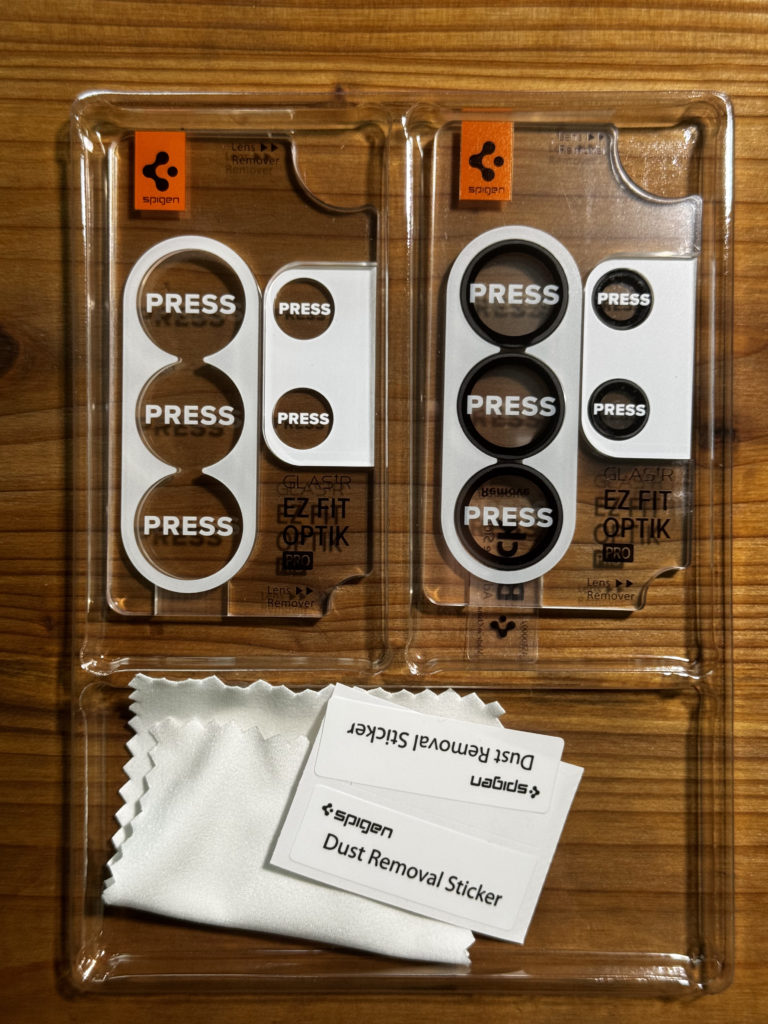 spigen
Lens
Remover
PRESS
PRESS
PRESS
PRESS
PRESS
GLAS.tR
EZ FIT
OPTIK
PRO
Lens
Remover
spigen
Lens
Remover
PRESS
PRESS
PRESS
PRESS
PRESS
Remove
GLAS.tR
EZ FIT
OPTIK
PRO
Lens
Remover
Dust Removal Sticker
spigen
spigen
Dust Removal Sticker